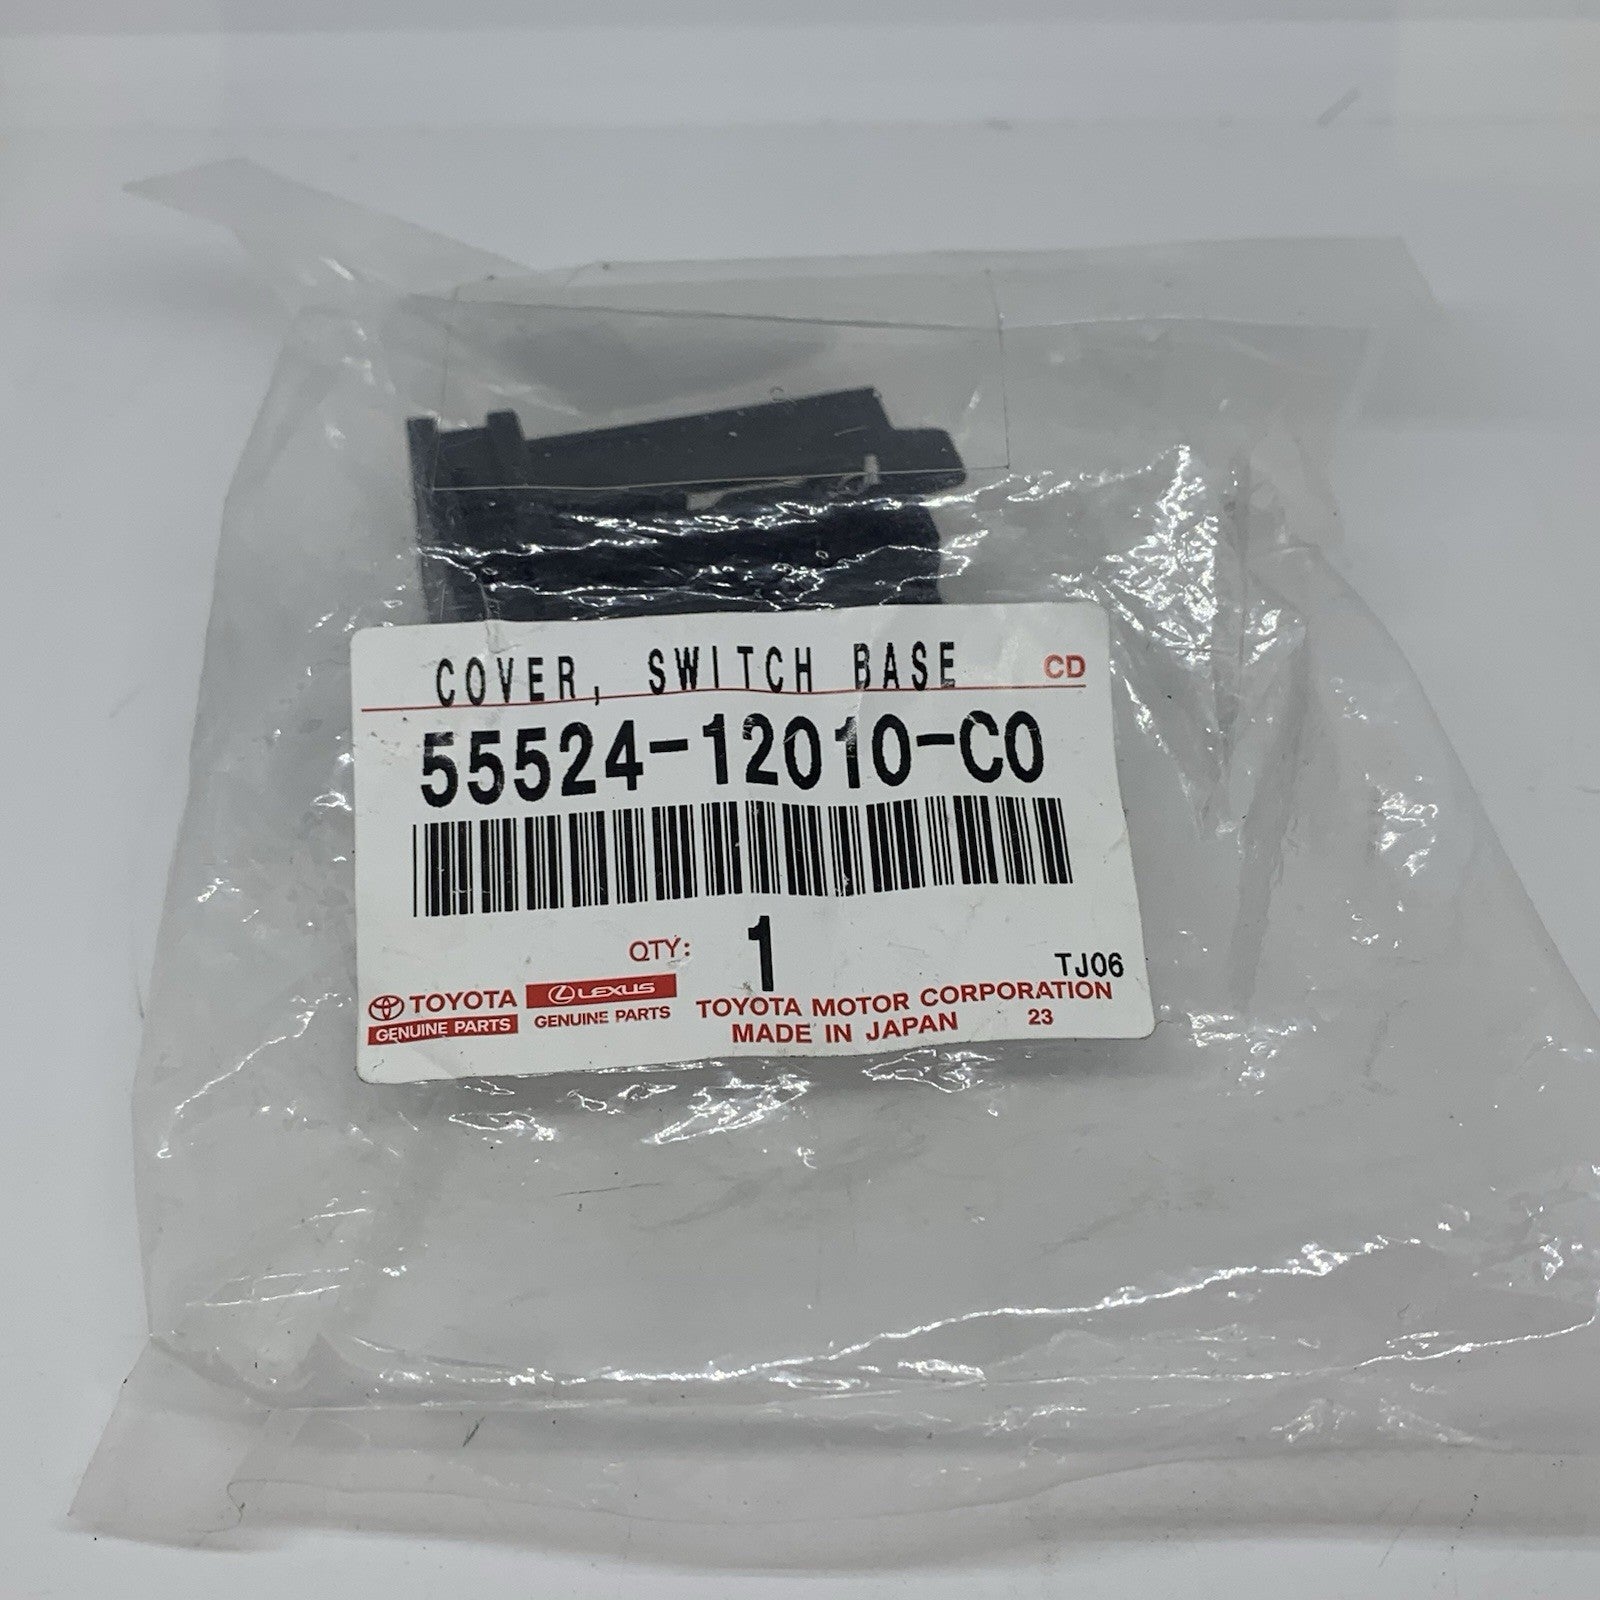 COVER, SWITCH BASE CD
55524-12010-C0
QTY: 1
TJ06
TOYOTA
GENUINE PARTS
LEXUS
GENUINE PARTS
TOYOTA MOTOR CORPORATION
MADE IN JAPAN 23